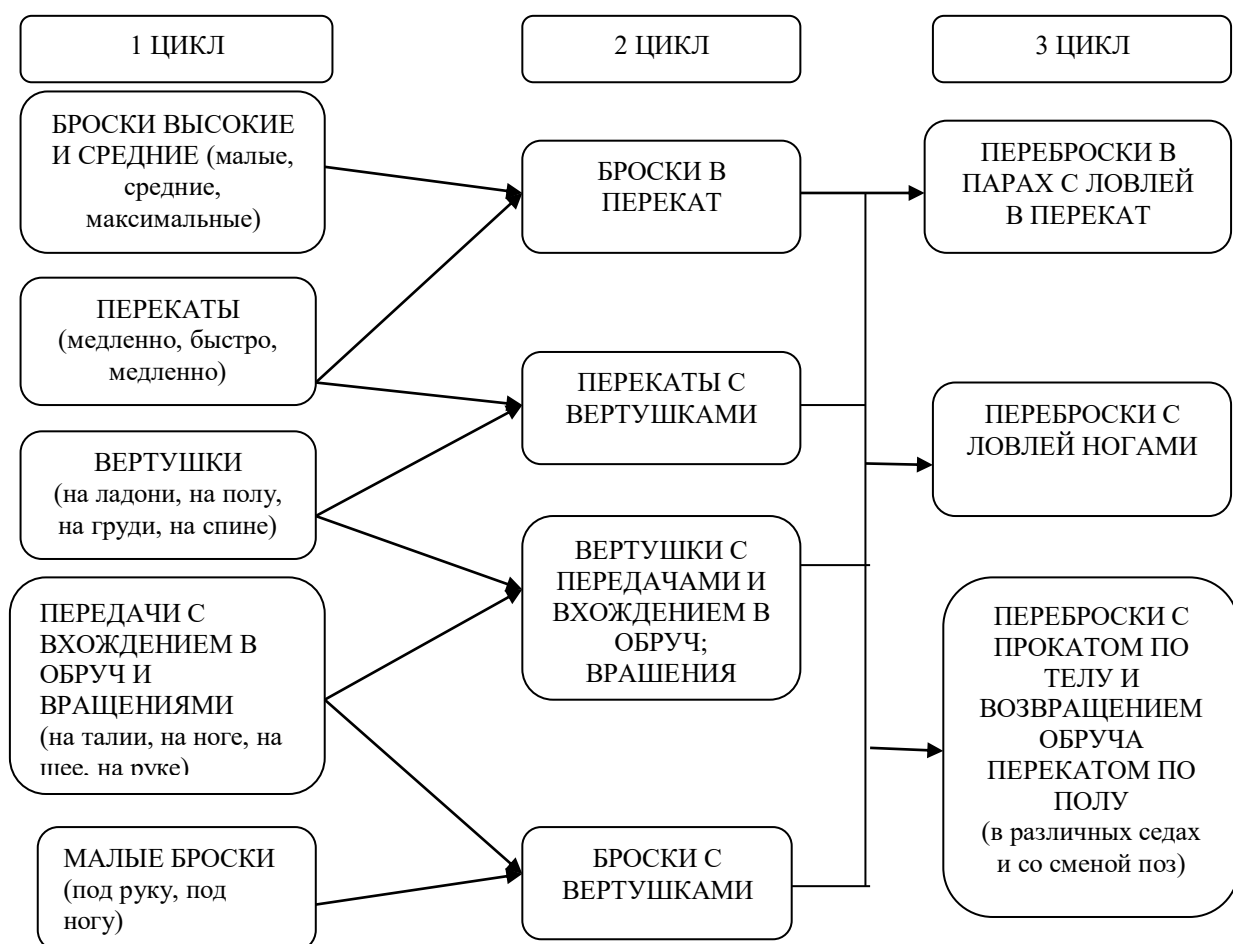 1 ЦИКЛ
2 ЦИКЛ
3 ЦИКЛ
БРОСКИ ВЫСОКИЕ
И СРЕДНИЕ (малые,
средние,
максимальные)
ПЕРЕКАТЫ
(медленно, быстро,
медленно)
ВЕРТУШКИ
(на ладони, на полу,
на груди, на спине)
ПЕРЕДАЧИ С
ВХОЖДЕНИЕМ В
ОБРУЧ И
ВРАЩЕНИЯМИ
(на талии, на ноге, на
шее, на руке)
МАЛЫЕ БРОСКИ
(под руку, под
ногу)
БРОСКИ В
ПЕРЕКАТ
ПЕРЕКАТЫ С
ВЕРТУШКАМИ
ВЕРТУШКИ С
ПЕРЕДАЧАМИ И
ВХОЖДЕНИЕМ В
ОБРУЧ;
ВРАШЕНИЯ
БРОСКИ С
ВЕРТУШКАМИ
ПЕРЕБРОСКИ В
ПАРАХ С ЛОВЛЕЙ
В ПЕРЕКАТ
ПЕРЕБРОСКИ С
ЛОВЛЕЙ НОГАМИ
ПЕРЕБРОСКИ С
ПРОКАТОМ ПО
ТЕЛУ И
ВОЗВРАЩЕНИЕМ
ОБРУЧА
ПЕРЕКАТОМ ПО
ПОЛУ
(в различных седах
и со сменой поз)